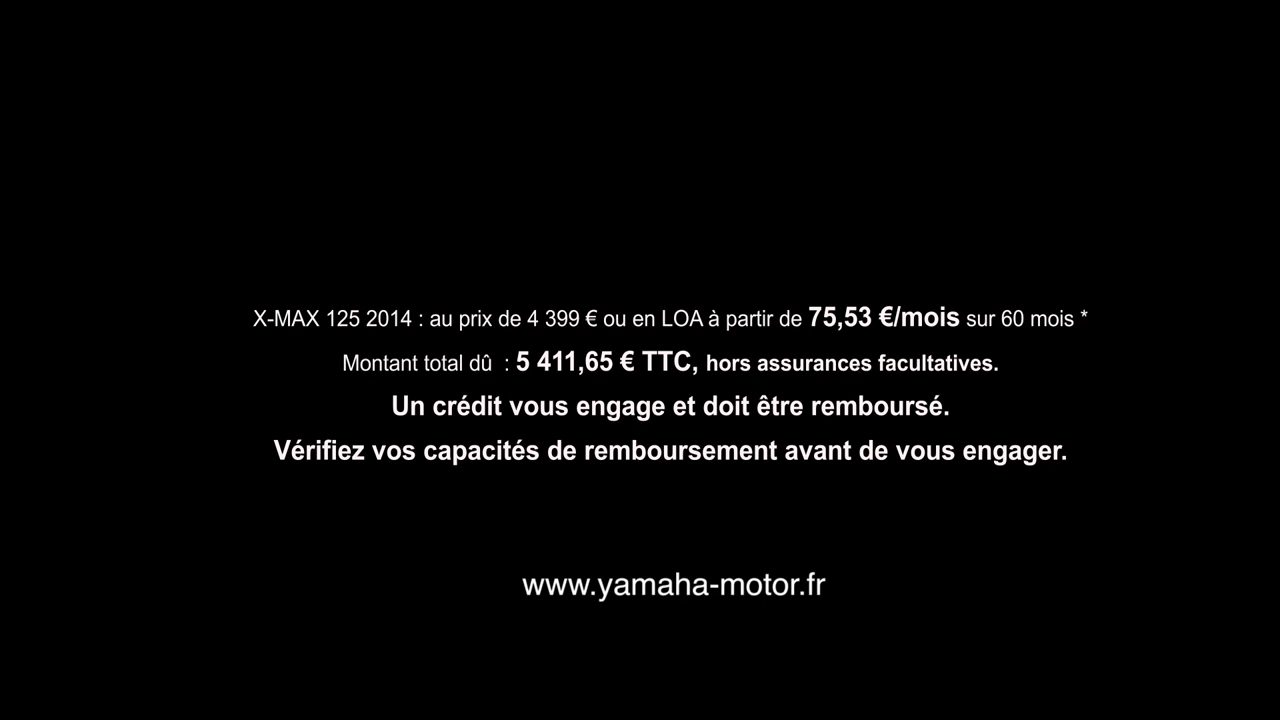 X-MAX 125 2014 : au prix de 4 399 € ou en LOA à partir de 75,53 €/mois sur 60 mois *
Montant total dû : 5 411,65 € TTC, hors assurances facultatives.
Un crédit vous engage et doit être remboursé.
Vérifiez vos capacités de remboursement avant de vous engager.
www.yamaha-motor.fr